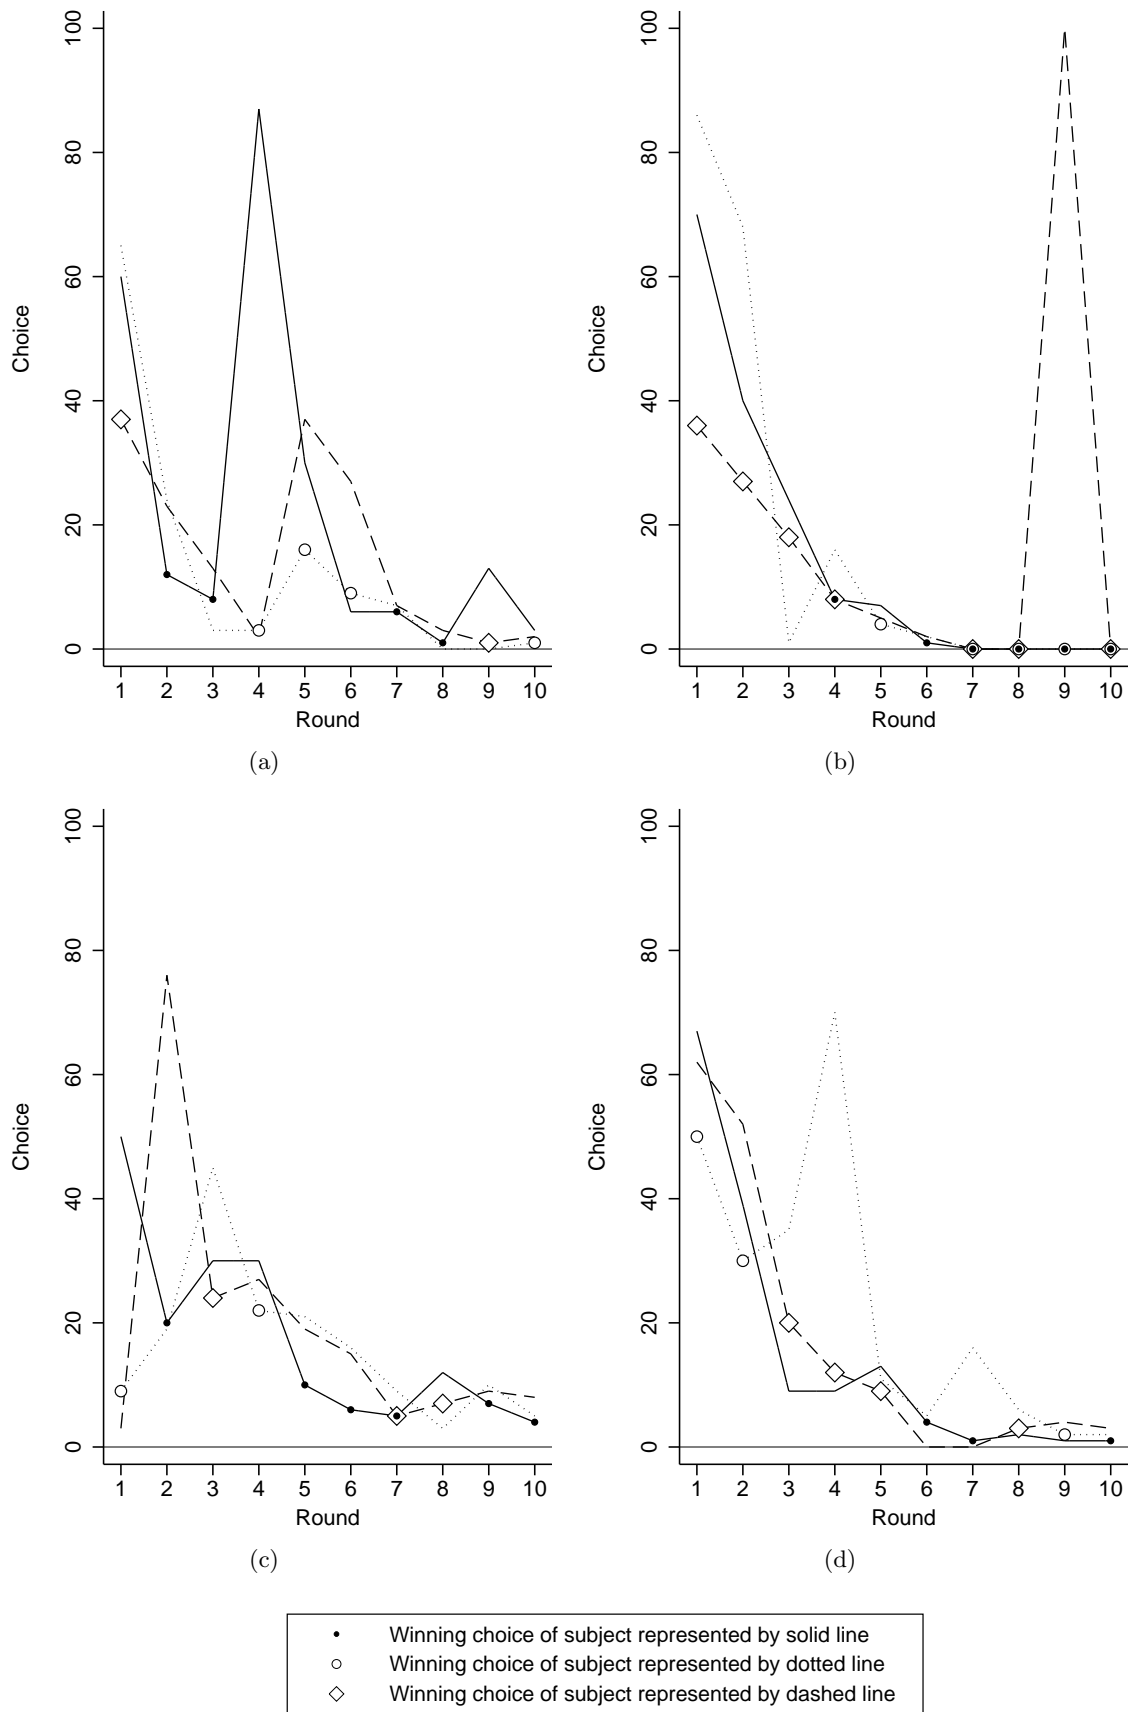 100
80
60
40
20
0
Choice
1 2 3 4 5 6 7 8 9 10
Round
(a)
100
80
60
40
20
0
Choice
1 2 3 4 5 6 7 8 9 10
Round
(b)
100
80
60
40
20
0
Choice
1 2 3 4 5 6 7 8 9 10
Round
(c)
100
80
60
40
20
0
Choice
1 2 3 4 5 6 7 8 9 10
Round
(d)
Winning choice of subject represented by solid line
Winning choice of subject represented by dotted line
Winning choice of subject represented by dashed line